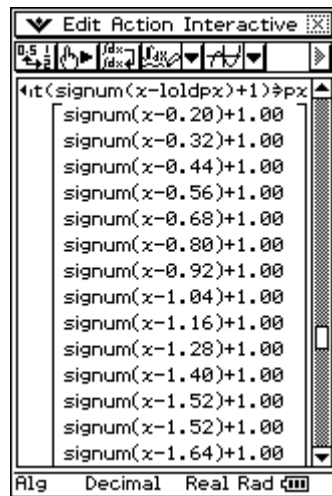 Edit Action Interactive
ıt(signum(x-loldpx)+1)⇒px
signum(x-0.20)+1.00
signum(x-0.32)+1.00
signum(x-0.44)+1.00
signum(x-0.56)+1.00
signum(x-0.68)+1.00
signum(x-0.80)+1.00
signum(x-0.92)+1.00
signum(x-1.04)+1.00
signum(x-1.16)+1.00
signum(x-1.28)+1.00
signum(x-1.40)+1.00
signum(x-1.52)+1.00
signum(x-1.52)+1.00
signum(x-1.64)+1.00
Alg Decimal Real Rad